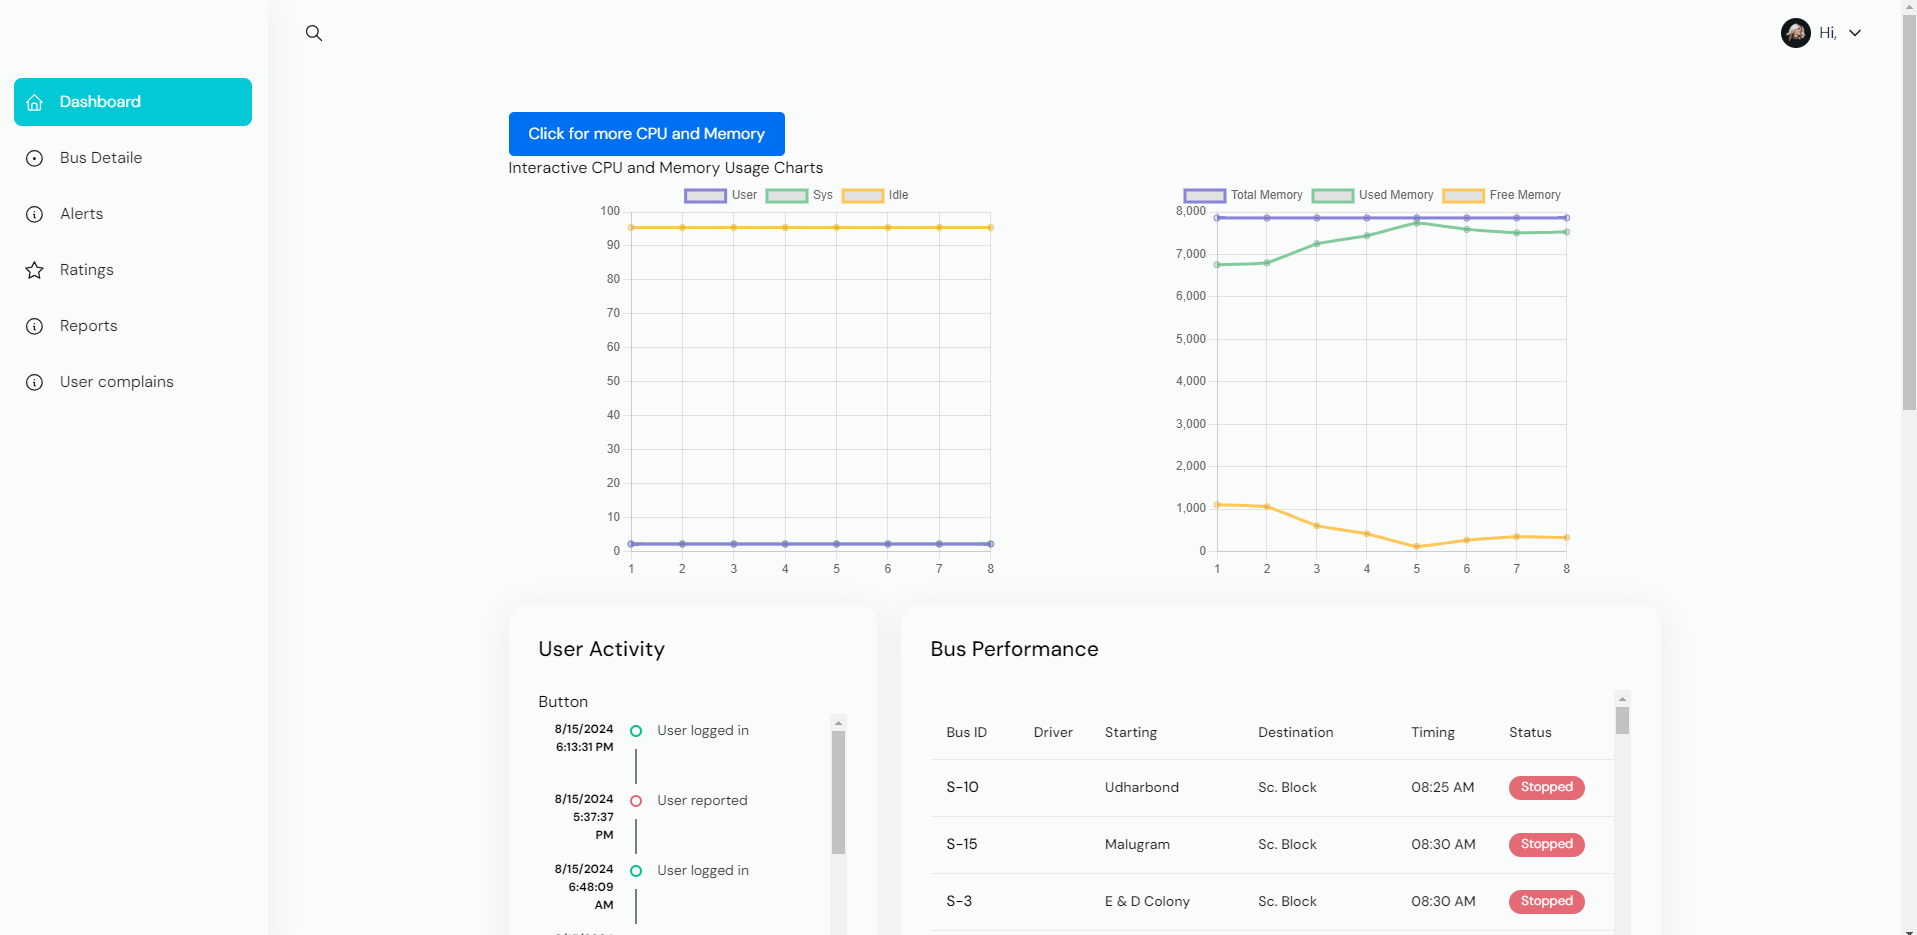 Hi,
Dashboard
Bus Detaile
Alerts
Ratings
Reports
User complains
Click for more CPU and Memory
Interactive CPU and Memory Usage Charts
User Sys Idle
100
90
80
70
60
50
40
30
20
10
0
1 2 3 4 5 6 7 8
Total Memory Used Memory Free Memory
8,000
7,000
6,000
5,000
4,000
3,000
2,000
1,000
0
1 2 3 4 5 6 7 8
User Activity
Button
8/15/2024
6:13:31 PM
User logged in
8/15/2024
5:37:37
PM
User reported
8/15/2024
6:48:09
AM
User logged in
Bus Performance
Bus ID Driver Starting Destination Timing Status
S-10 Udharbond Sc. Block 08:25 AM Stopped
S-15 Malugram Sc. Block 08:30 AM Stopped
S-3 E & D Colony Sc. Block 08:30 AM Stopped